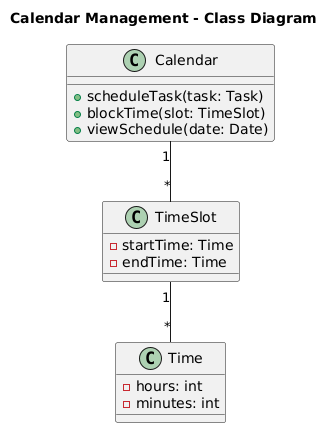 Calendar Management - Class Diagram
C Calendar
scheduleTask(task: Task)
blockTime(slot: TimeSlot)
viewSchedule(date: Date)
1
*
C TimeSlot
startTime: Time
endTime: Time
1
*
C Time
hours: int
minutes: int